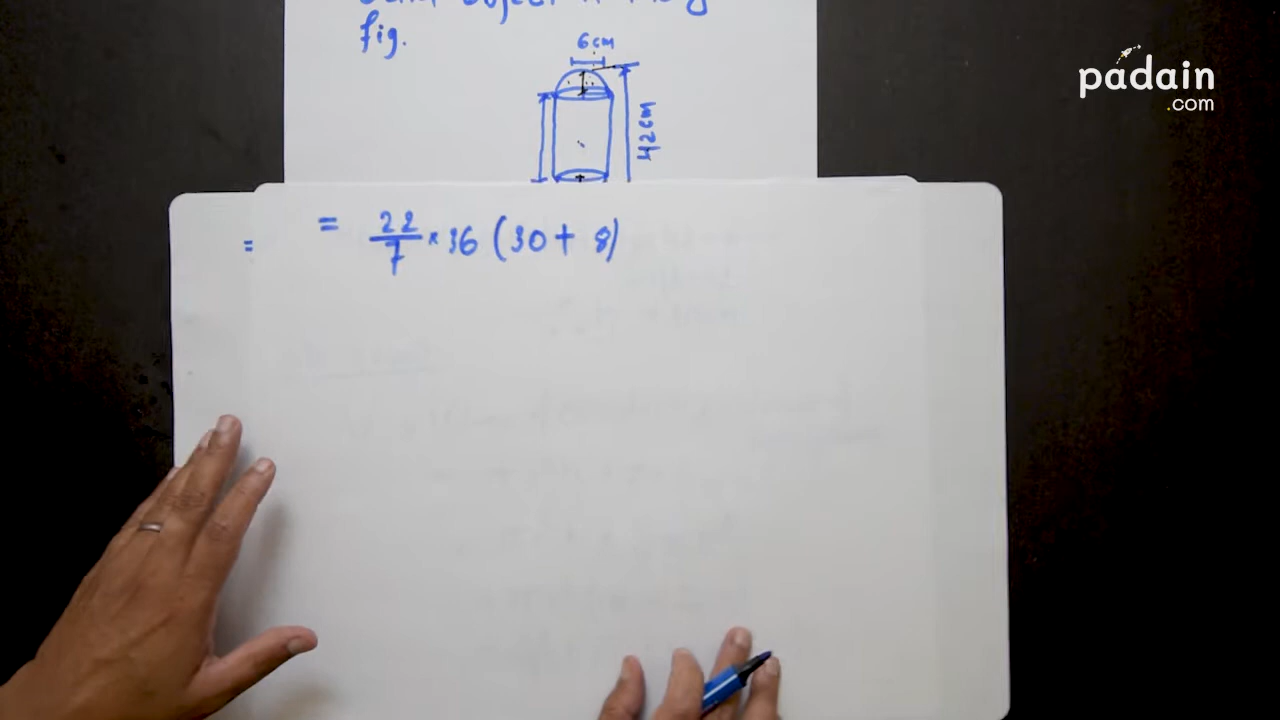 fig.
6cm
42cm
padain
.com
= = 22/7 × 36 (30 + 8)